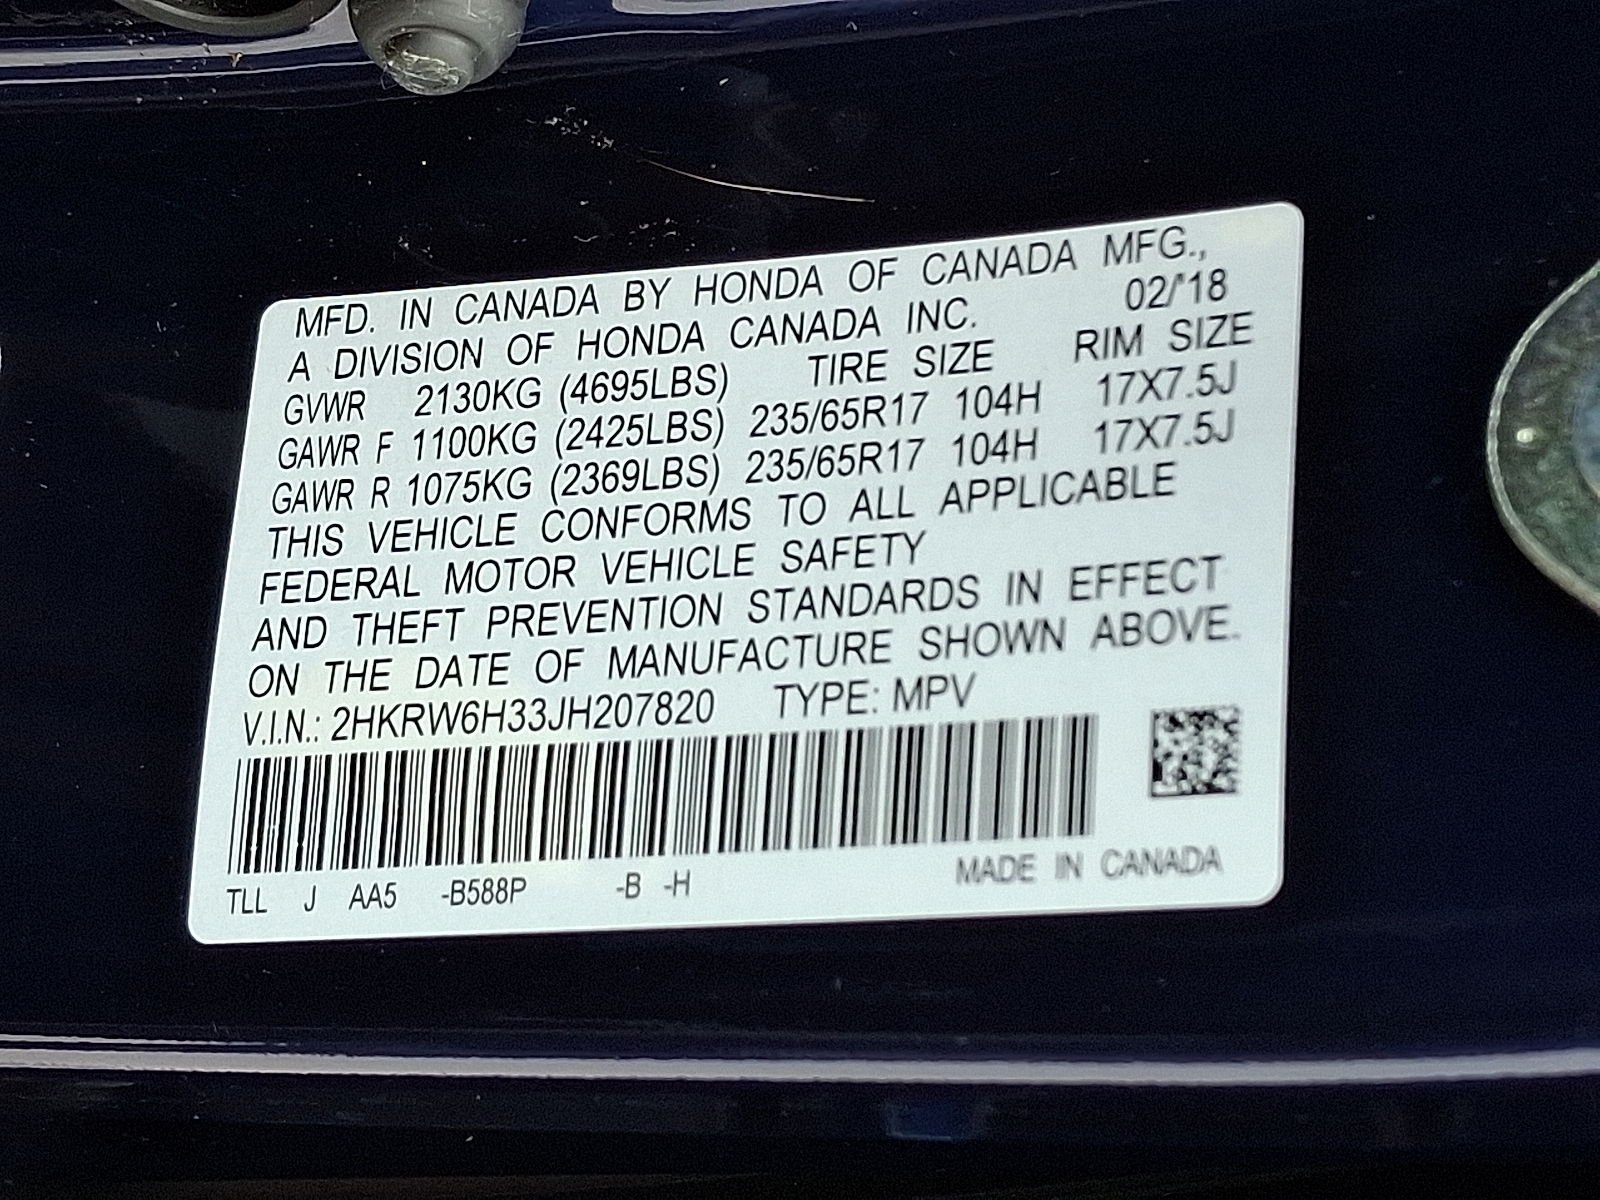 MFD. IN CANADA BY HONDA OF CANADA MFG.,
A DIVISION OF HONDA CANADA INC. 02/'18
GVWR 2130KG (4695LBS) TIRE SIZE RIM SIZE
GAWR F 1100KG (2425LBS) 235/65R17 104H 17X7.5J
GAWR R 1075KG (2369LBS) 235/65R17 104H 17X7.5J
THIS VEHICLE CONFORMS TO ALL APPLICABLE
FEDERAL MOTOR VEHICLE SAFETY
AND THEFT PREVENTION STANDARDS IN EFFECT
ON THE DATE OF MANUFACTURE SHOWN ABOVE.
V.I.N.: 2HKRW6H33JH207820 TYPE: MPV
TLL J AA5 -B588P -B -H MADE IN CANADA